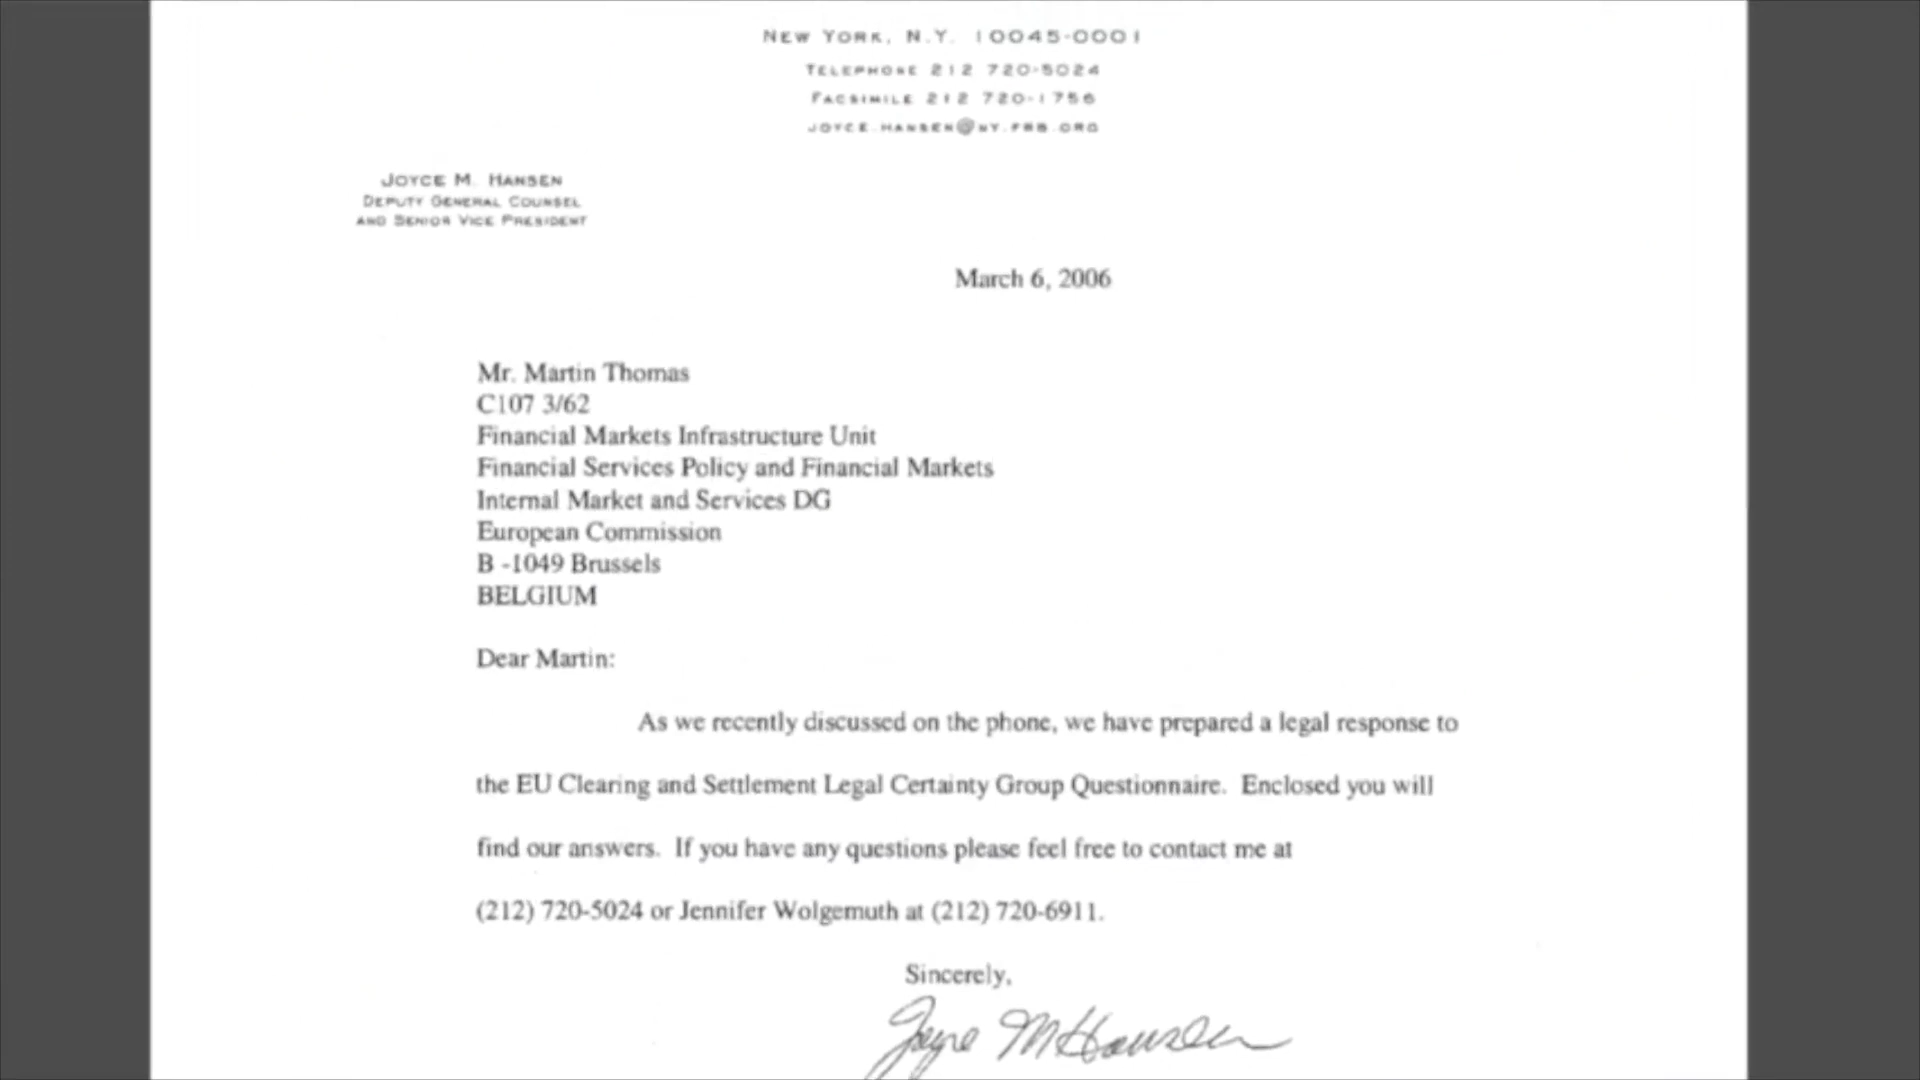 NEW YORK, N.Y. 10045-0001
TELEPHONE 212 720-5024
FACSIMILE 212 720-1756
JOYCE.HANSEN@NY.FRB.ORG
JOYCE M. HANSEN
DEPUTY GENERAL COUNSEL
AND SENIOR VICE PRESIDENT
March 6, 2006
Mr. Martin Thomas
C107 3/62
Financial Markets Infrastructure Unit
Financial Services Policy and Financial Markets
Internal Market and Services DG
European Commission
B -1049 Brussels
BELGIUM
Dear Martin:
As we recently discussed on the phone, we have prepared a legal response to
the EU Clearing and Settlement Legal Certainty Group Questionnaire. Enclosed you will
find our answers. If you have any questions please feel free to contact me at
(212) 720-5024 or Jennifer Wolgemuth at (212) 720-6911.
Sincerely,
Joyce M Hansen